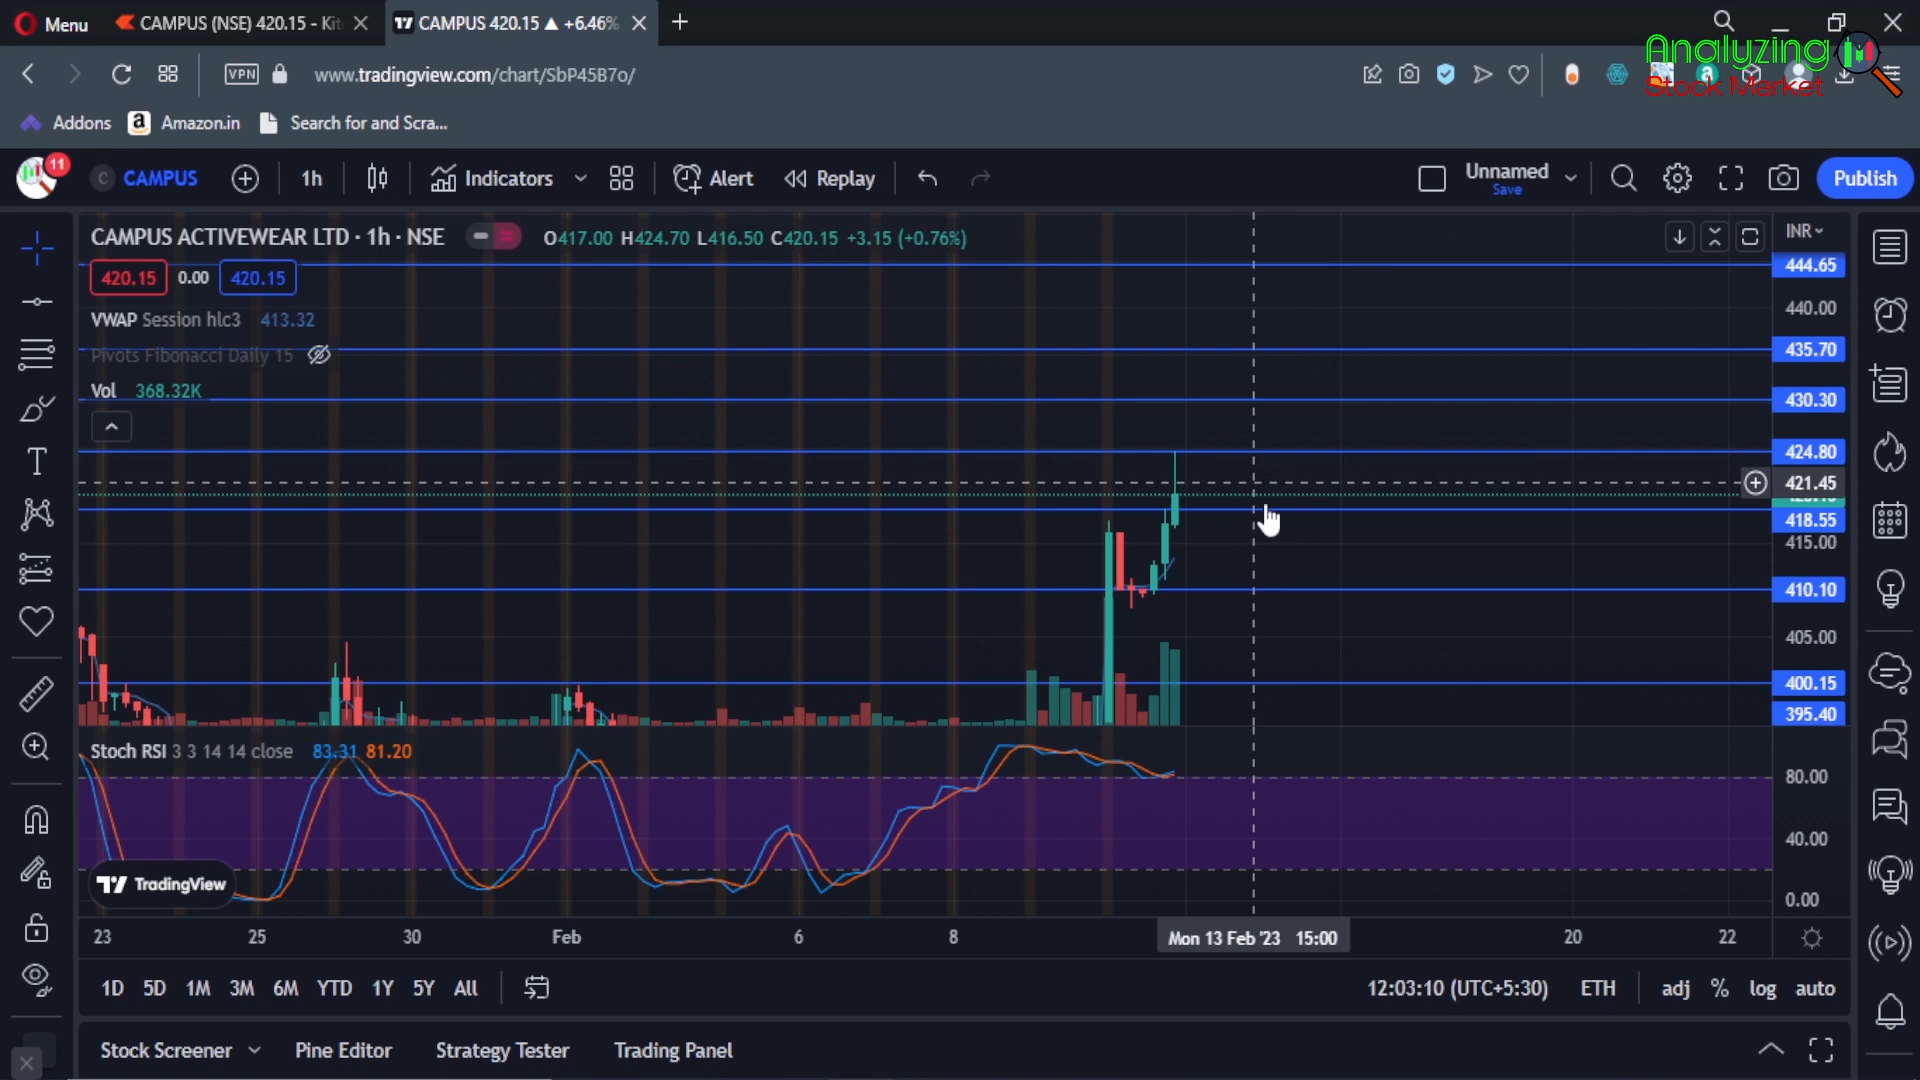 Menu
CAMPUS (NSE) 420.15 - Kit
CAMPUS 420.15 ▲ +6.46%
Analyzing
Stock Market
VPN
www.tradingview.com/chart/SbP45B7o/
Addons
Amazon.in
Search for and Scra...
11
C CAMPUS
1h
Indicators
Alert
Replay
Unnamed
Save
Publish
CAMPUS ACTIVEWEAR LTD · 1h · NSE
O417.00 H424.70 L416.50 C420.15 +3.15 (+0.76%)
INR
420.15 0.00 420.15
VWAP Session hlc3 413.32
Pivots Fibonacci Daily 15
Vol 368.32K
444.65
440.00
435.70
430.30
424.80
421.45
418.55
415.00
410.10
405.00
400.15
395.40
Stoch RSI 3 3 14 14 close 83.31 81.20
80.00
40.00
0.00
TradingView
23 25 30 Feb 6 8 Mon 13 Feb '23 15:00 20 22
1D 5D 1M 3M 6M YTD 1Y 5Y All
12:03:10 (UTC+5:30) ETH adj % log auto
Stock Screener Pine Editor Strategy Tester Trading Panel